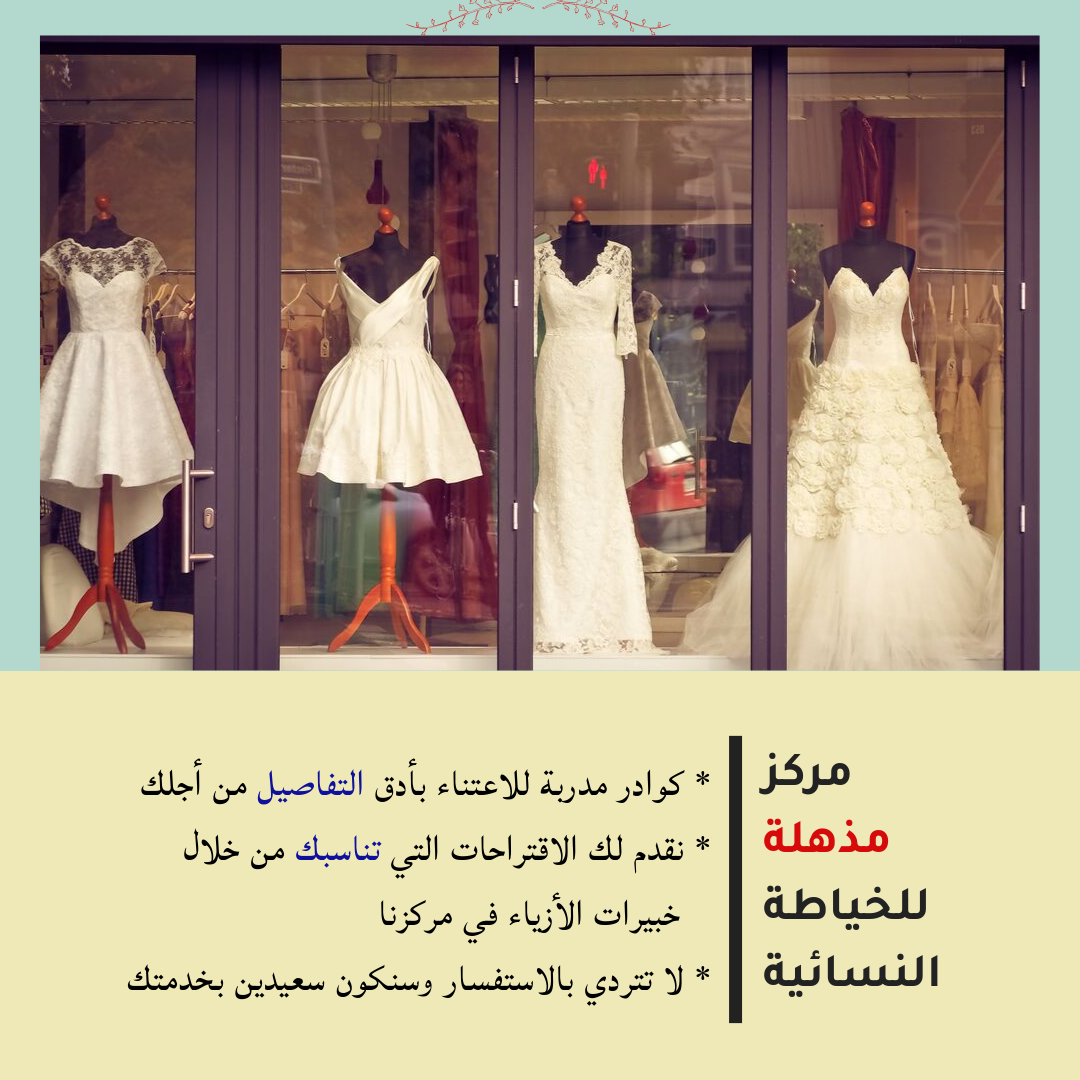 مركز
مذهلة
للخياطة
النسائية
* كوادر مدربة للاعتناء بأدق التفاصيل من أجلك
* نقدم لك الاقتراحات التي تناسبك من خلال
خبيرات الأزياء في مركزنا
* لا تتردي بالاستفسار وسنكون سعيدين بخدمتك